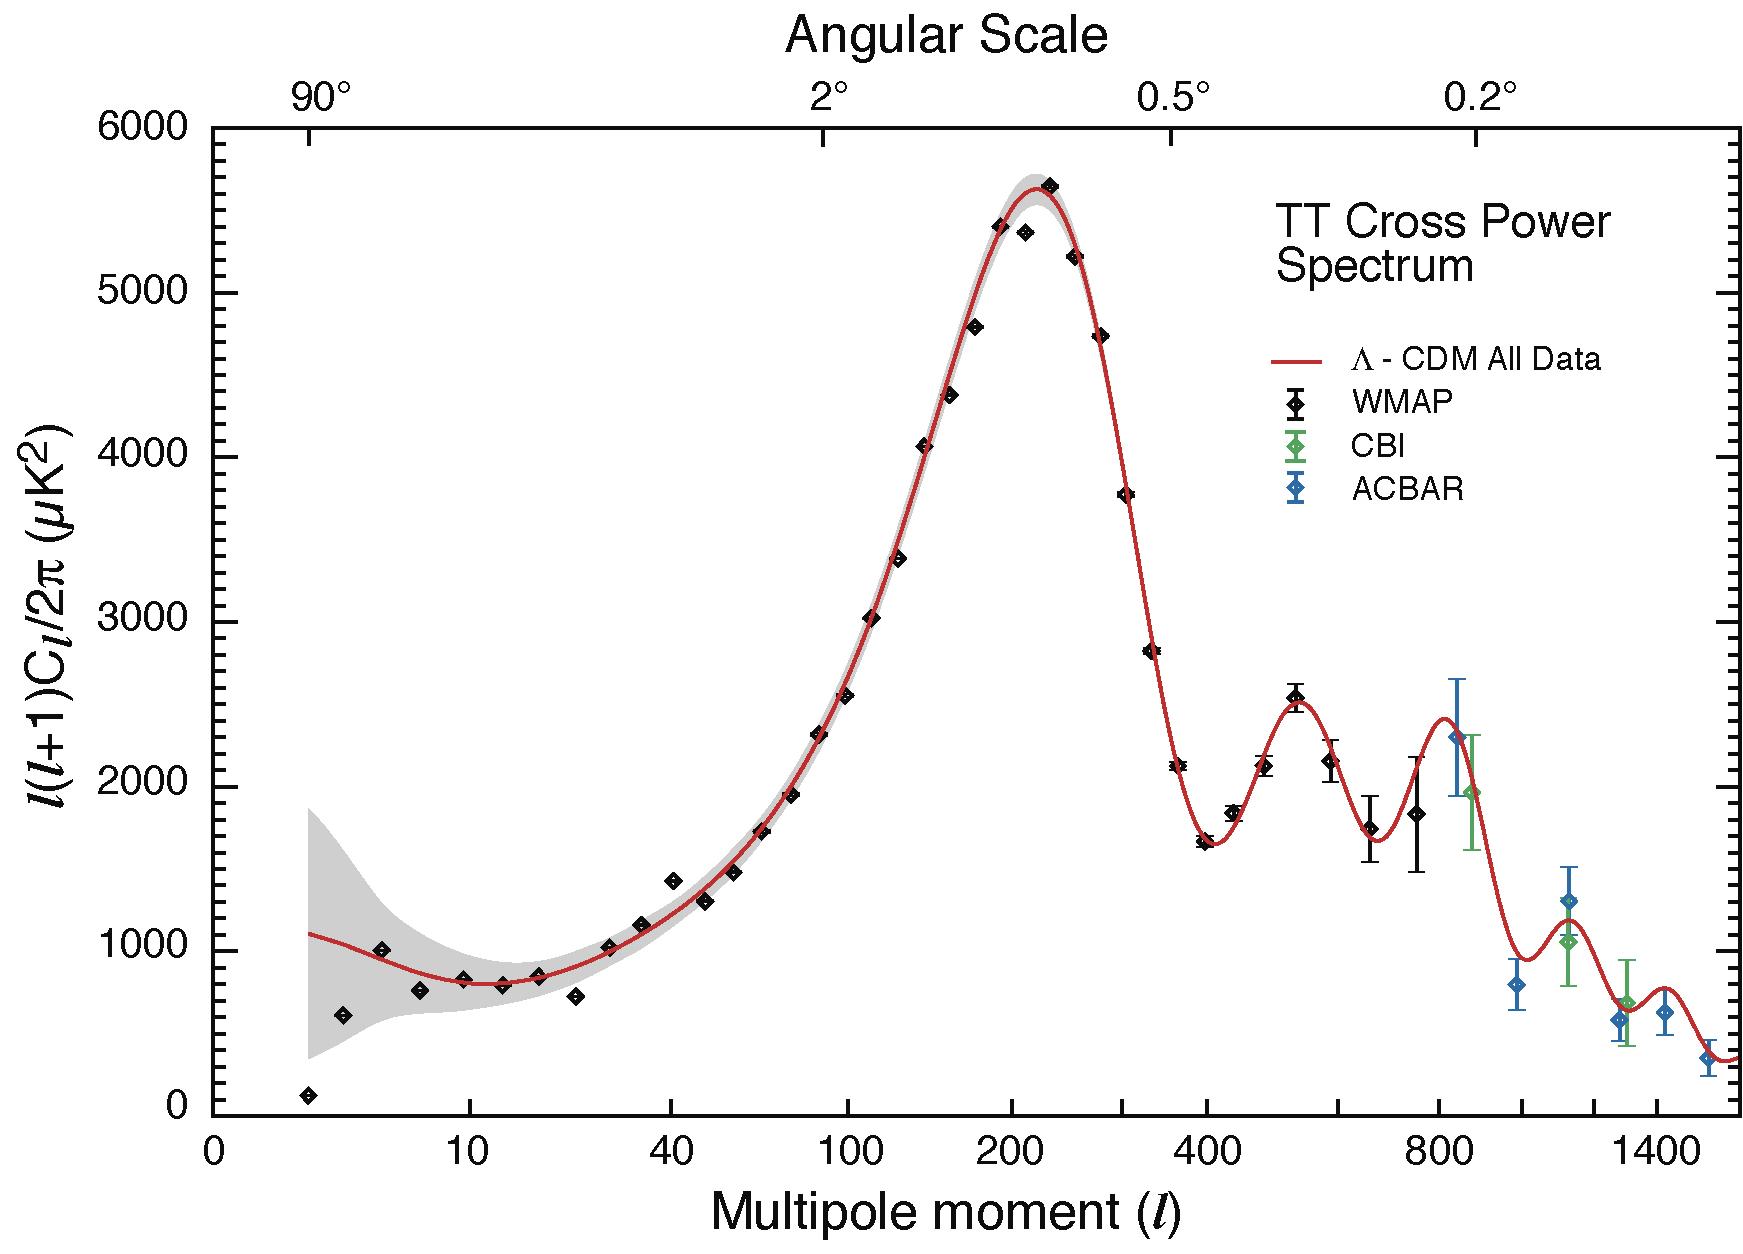 Angular Scale
90° 2° 0.5° 0.2°
6000
5000
4000
3000
2000
1000
0
l(l+1)Cl/2π (μK2)
TT Cross Power
Spectrum
Λ - CDM All Data
WMAP
CBI
ACBAR
0 10 40 100 200 400 800 1400
Multipole moment (l)